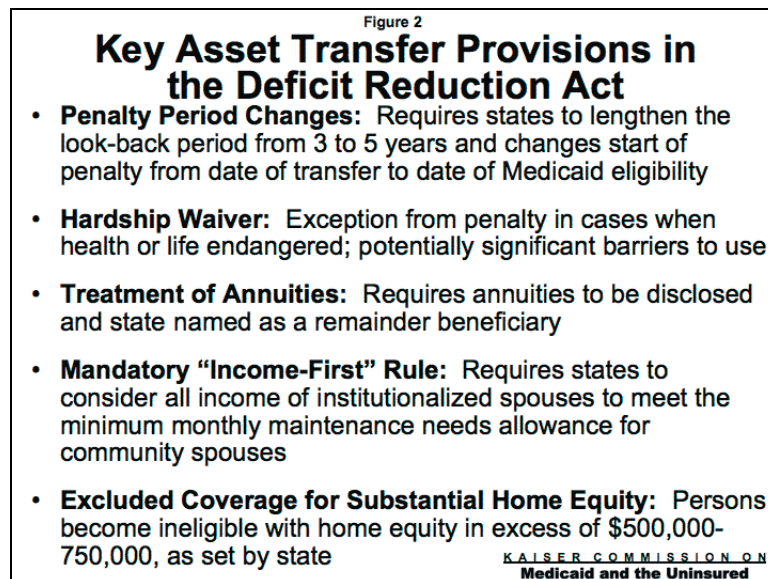 Figure 2
Key Asset Transfer Provisions in
the Deficit Reduction Act
• Penalty Period Changes: Requires states to lengthen the
look-back period from 3 to 5 years and changes start of
penalty from date of transfer to date of Medicaid eligibility
• Hardship Waiver: Exception from penalty in cases when
health or life endangered; potentially significant barriers to use
• Treatment of Annuities: Requires annuities to be disclosed
and state named as a remainder beneficiary
• Mandatory “Income-First” Rule: Requires states to
consider all income of institutionalized spouses to meet the
minimum monthly maintenance needs allowance for
community spouses
• Excluded Coverage for Substantial Home Equity: Persons
become ineligible with home equity in excess of $500,000-
750,000, as set by state
KAISER COMMISSION ON
Medicaid and the Uninsured